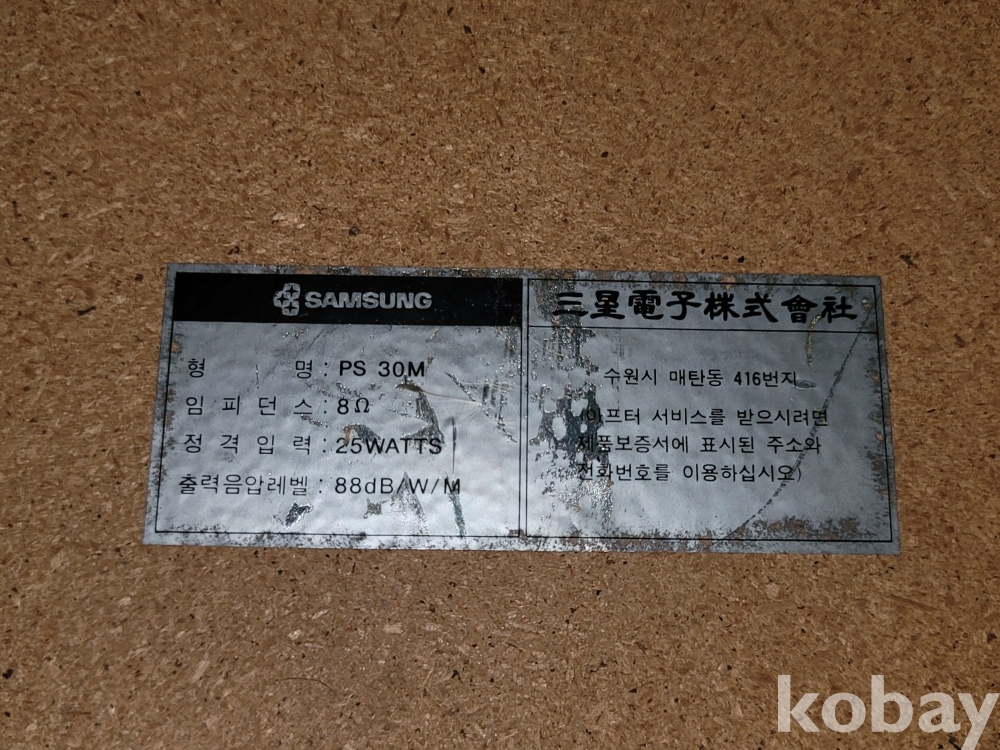 SAMSUNG
형 명 : PS 30M
임 피 던 스 : 8Ω
정 격 입 력 : 25WATTS
출력음압레벨 : 88dB/W/M
三星電子株式會社
수원시 매탄동 416번지
(아프터 서비스를 받으시려면
제품보증서에 표시된 주소와
전화번호를 이용하십시오)
kobay